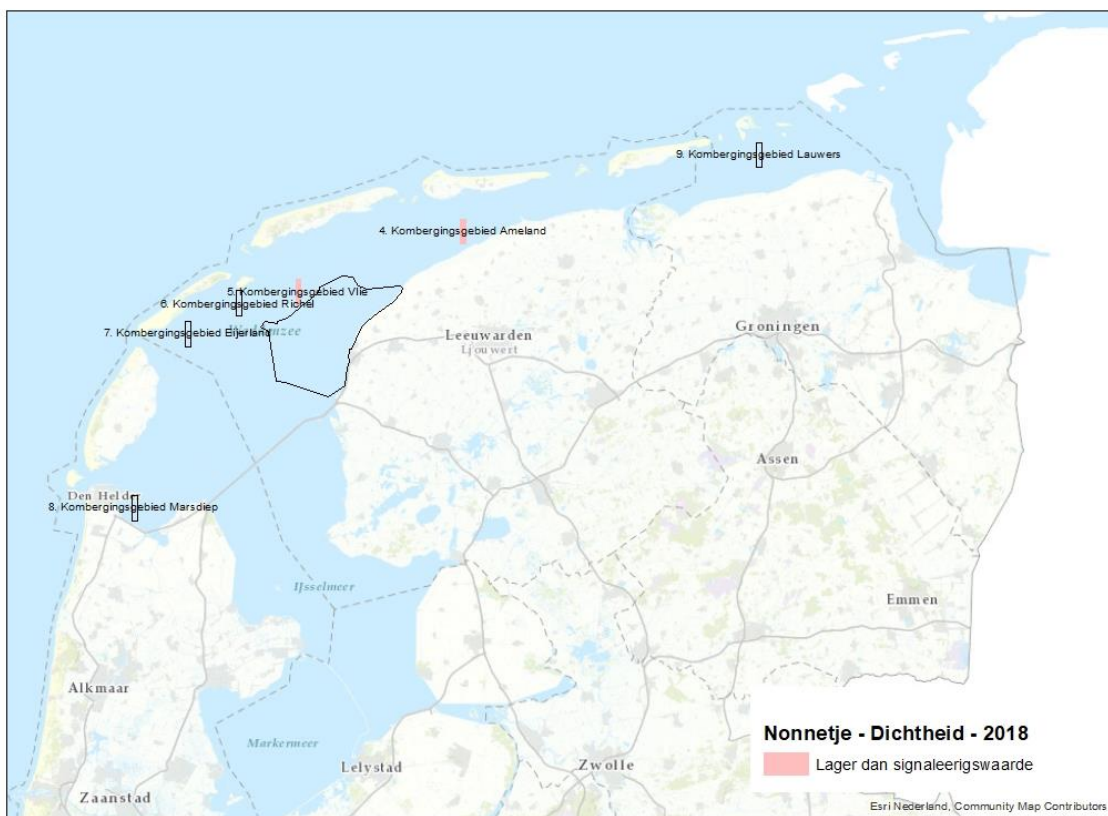 9. Kombergingsgebied Lauwers
4. Kombergingsgebied Ameland
5. Kombergingsgebied Vlie
6. Kombergingsgebied Richel
7. Kombergingsgebied Eijerland
Leeuwarden
Ljouwert
Groningen
Assen
Den Helder
8. Kombergingsgebied Marsdiep
IJsselmeer
Emmen
Alkmaar
Markermeer
Lelystad
Zwolle
Zaanstad
Nonnetje - Dichtheid - 2018
Lager dan signaleerigswaarde
Esri Nederland, Community Map Contributors